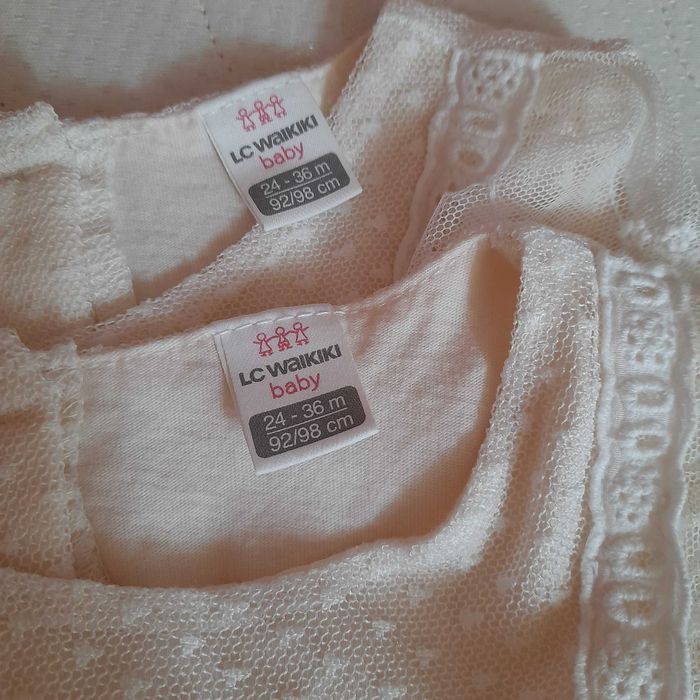 LC WAIKIKI
baby
24 - 36 m
92/98 cm
LC WAIKIKI
baby
24 - 36 m
92/98 cm